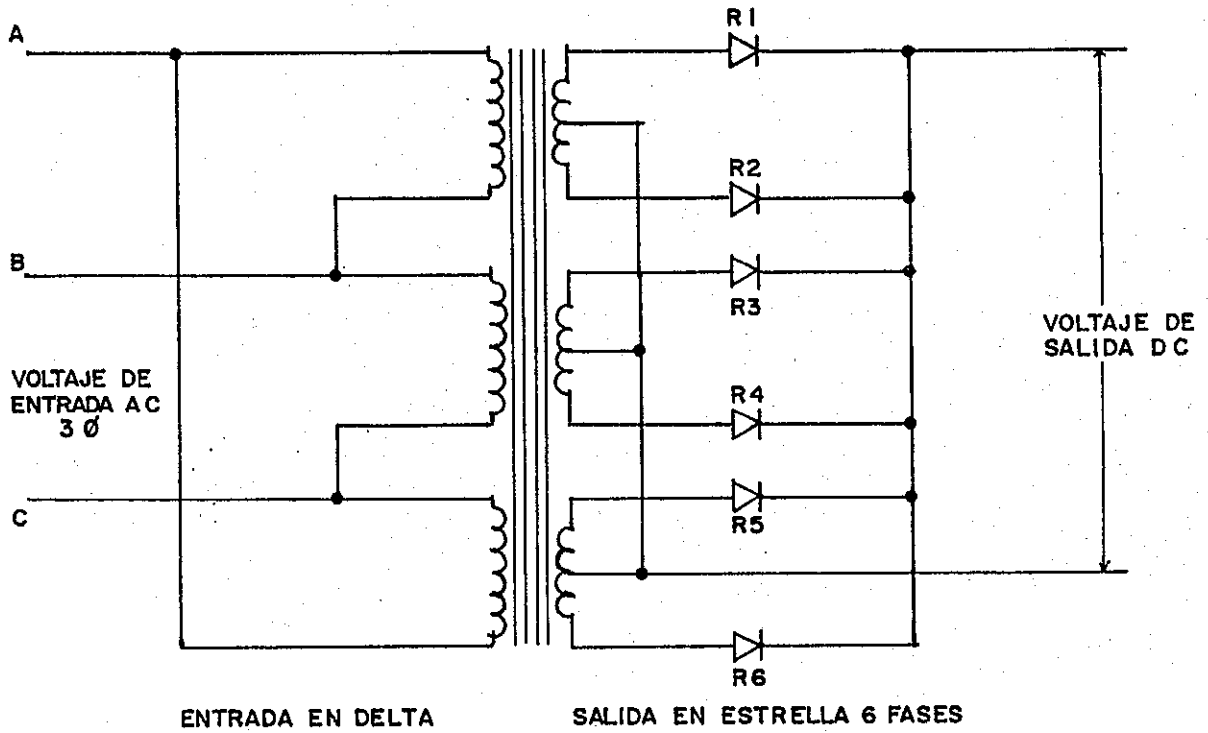 A
R1
R2
B
R3
VOLTAJE DE
SALIDA DC
VOLTAJE DE
ENTRADA AC
3 Ø
R4
C
R5
R6
ENTRADA EN DELTA
SALIDA EN ESTRELLA 6 FASES